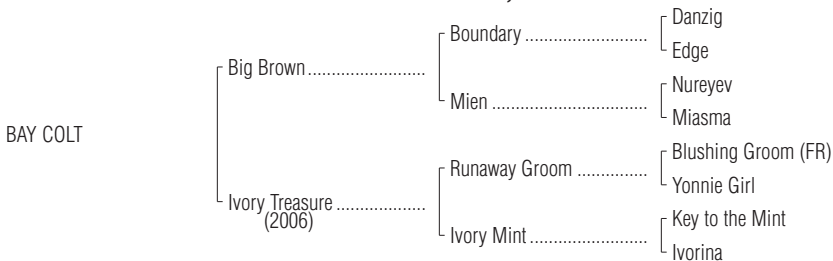 Danzig
Boundary ..........................
Edge
Big Brown.........................
Nureyev
Mien .................................
Miasma
BAY COLT
Blushing Groom (FR)
Runaway Groom ...............
Yonnie Girl
Ivory Treasure ...................
(2006)
Key to the Mint
Ivory Mint.........................
Ivorina